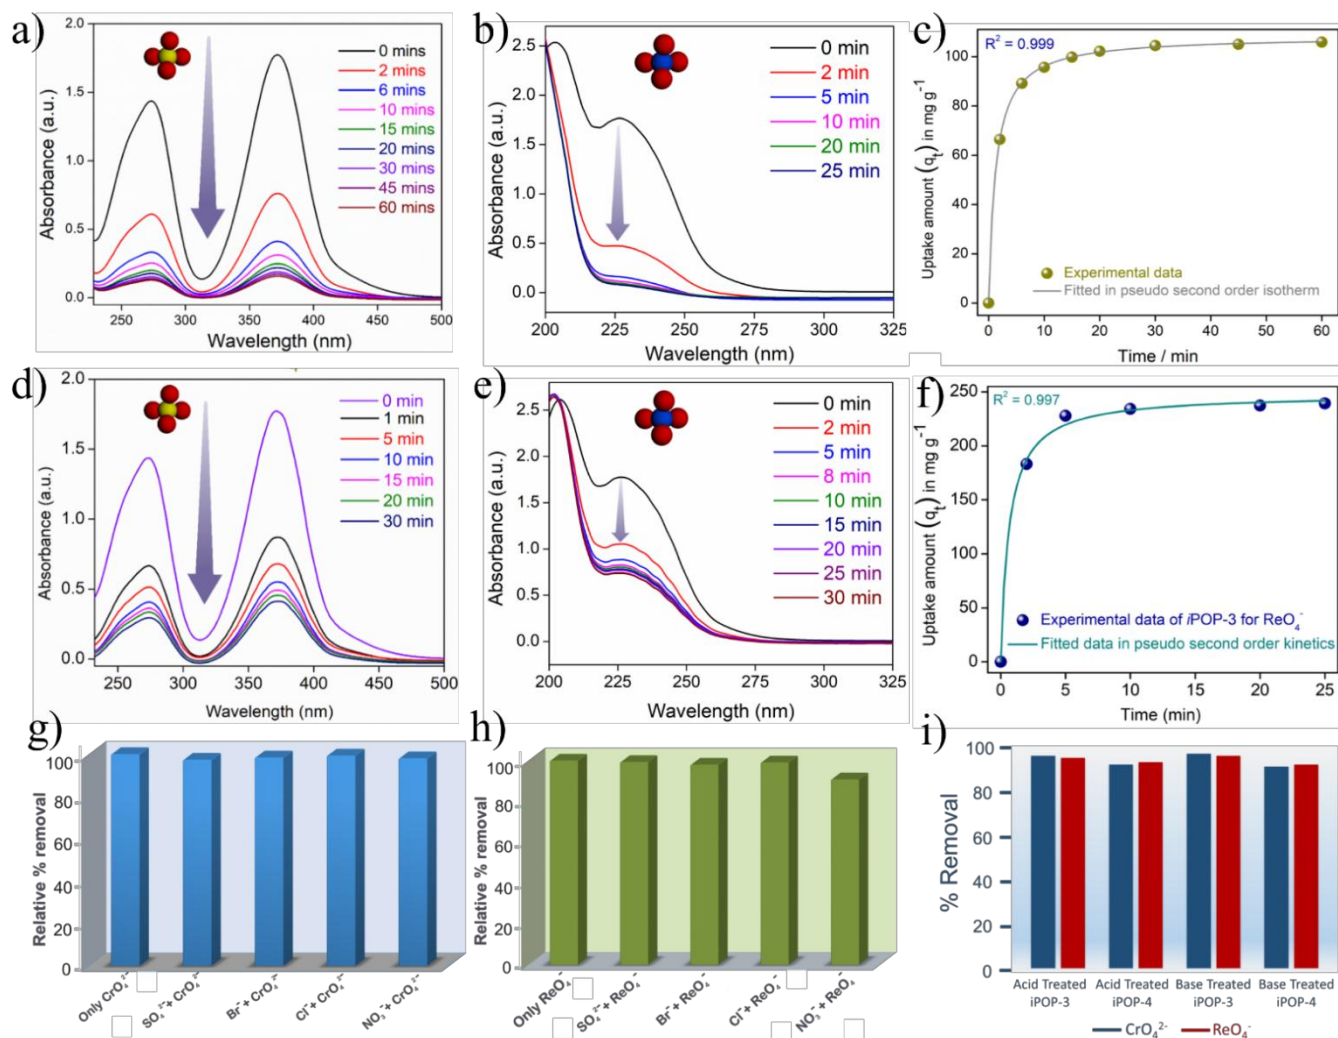 a)
2.0
1.5
1.0
0.5
0.0
Absorbance (a.u.)
250 300 350 400 450 500
Wavelength (nm)
0 mins
2 mins
6 mins
10 mins
15 mins
20 mins
30 mins
45 mins
60 mins
b)
2.5
2.0
1.5
1.0
0.5
0.0
Absorbance (a.u.)
200 225 250 275 300 325
Wavelength (nm)
0 min
2 min
5 min
10 min
20 min
25 min
c)
R² = 0.999
100
80
60
40
20
0
Uptake amount (qₜ) in mg g⁻¹
Experimental data
Fitted in pseudo second order isotherm
0 10 20 30 40 50 60
Time / min
d)
2.0
1.5
1.0
0.5
0.0
Absorbance (a.u.)
250 300 350 400 450 500
Wavelength (nm)
0 min
1 min
5 min
10 min
15 min
20 min
30 min
e)
2.5
2.0
1.5
1.0
0.5
0.0
Absorbance (a.u.)
200 225 250 275 300 325
Wavelength (nm)
0 min
2 min
5 min
8 min
10 min
15 min
20 min
25 min
30 min
f)
R² = 0.997
250
200
150
100
50
0
Uptake amount (qₜ) in mg g⁻¹
Experimental data of iPOP-3 for ReO₄⁻
Fitted data in pseudo second order kinetics
0 5 10 15 20 25
Time (min)
g)
100
80
60
40
20
0
Relative % removal
Only CrO₄²⁻
SO₄²⁻+ CrO₄²⁻
Br⁻+ CrO₄²⁻
Cl⁻+ CrO₄²⁻
NO₃⁻+ CrO₄²⁻
h)
100
80
60
40
20
0
Relative % removal
Only ReO₄⁻
SO₄²⁻+ ReO₄⁻
Br⁻+ ReO₄⁻
Cl⁻+ ReO₄⁻
NO₃⁻+ ReO₄⁻
i)
100
80
60
40
20
0
% Removal
Acid Treated Acid Treated Base Treated Base Treated
iPOP-3 iPOP-4 iPOP-3 iPOP-4
CrO₄²⁻ ReO₄⁻